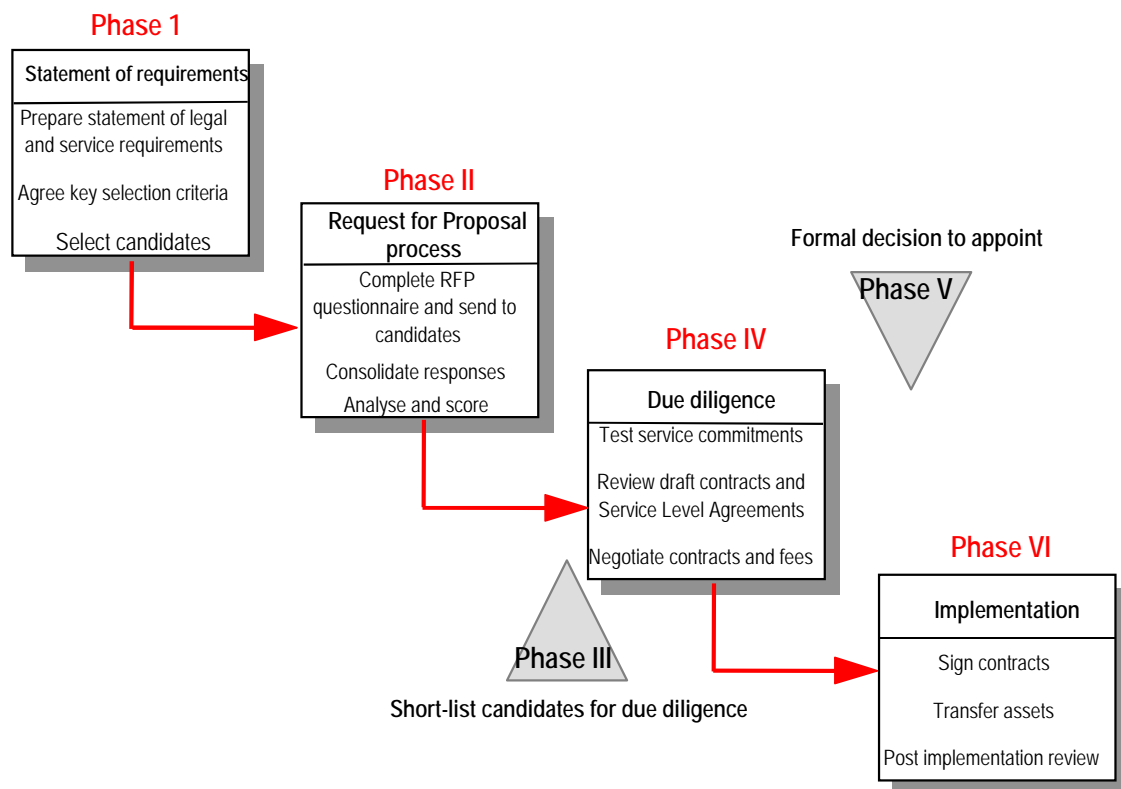 Phase 1
Statement of requirements
Prepare statement of legal
and service requirements
Agree key selection criteria
Select candidates
Phase II
Request for Proposal
process
Complete RFP
questionnaire and send to
candidates
Consolidate responses
Analyse and score
Phase III
Short-list candidates for due diligence
Phase IV
Due diligence
Test service commitments
Review draft contracts and
Service Level Agreements
Negotiate contracts and fees
Formal decision to appoint
Phase V
Phase VI
Implementation
Sign contracts
Transfer assets
Post implementation review